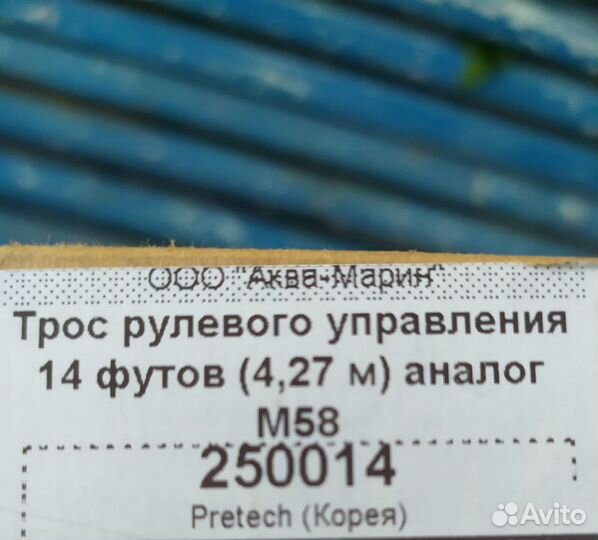 ООО "Аква-Марин"
Трос рулевого управления
14 футов (4,27 м) аналог
М58
250014
Pretech (Корея)
Avito